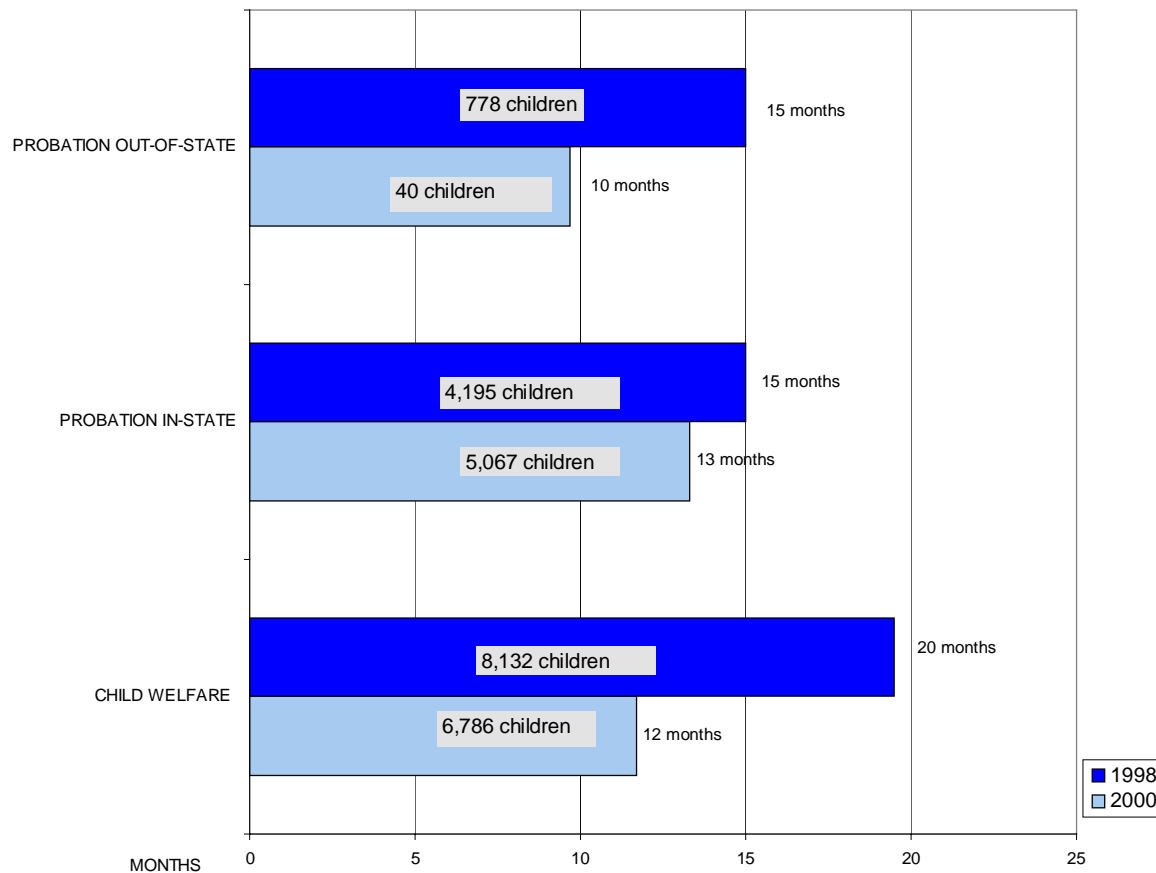 778 children
15 months
PROBATION OUT-OF-STATE
40 children
10 months
4,195 children
15 months
PROBATION IN-STATE
5,067 children
13 months
8,132 children
20 months
CHILD WELFARE
6,786 children
12 months
1998
2000
0 5 10 15 20 25
MONTHS